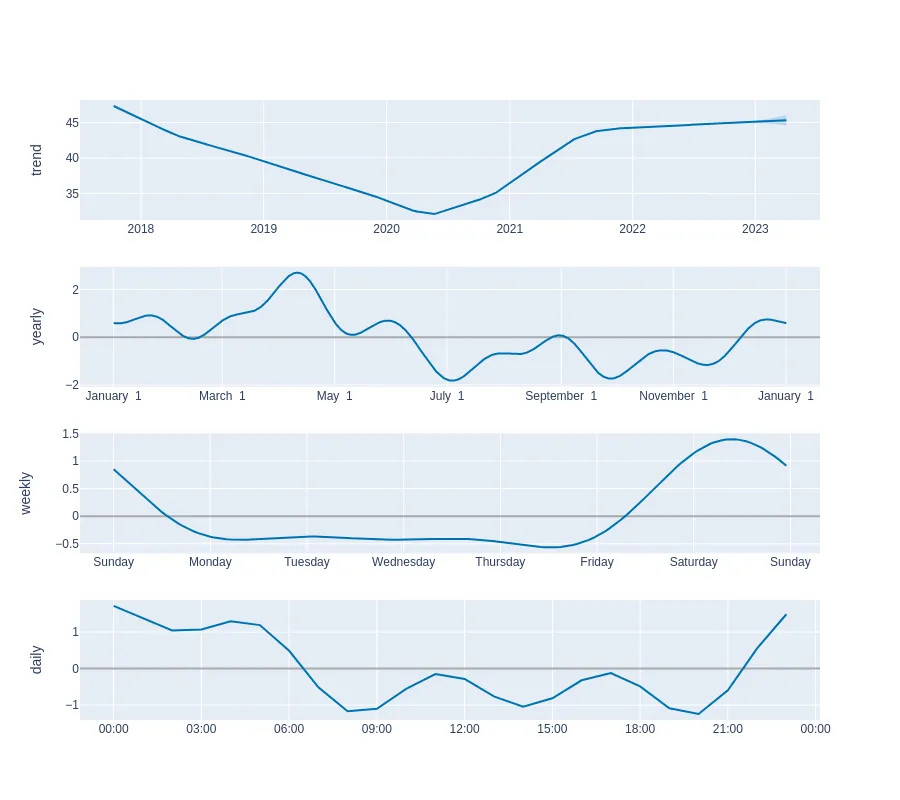 trend
45
40
35
2018 2019 2020 2021 2022 2023
yearly
2
0
−2
January 1 March 1 May 1 July 1 September 1 November 1 January 1
weekly
1.5
1
0.5
0
−0.5
Sunday Monday Tuesday Wednesday Thursday Friday Saturday Sunday
daily
1
0
−1
00:00 03:00 06:00 09:00 12:00 15:00 18:00 21:00 00:00